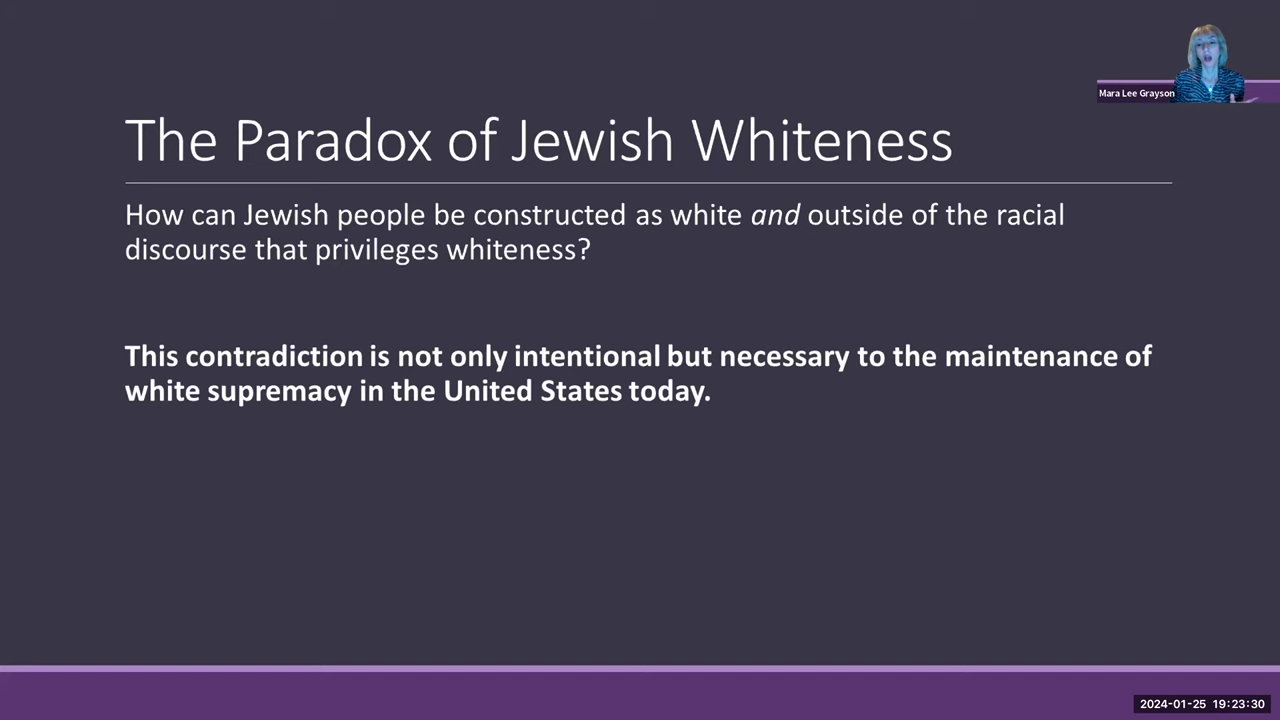 Mara Lee Grayson
The Paradox of Jewish Whiteness
How can Jewish people be constructed as white and outside of the racial
discourse that privileges whiteness?
This contradiction is not only intentional but necessary to the maintenance of
white supremacy in the United States today.
2024-01-25 19:23:30